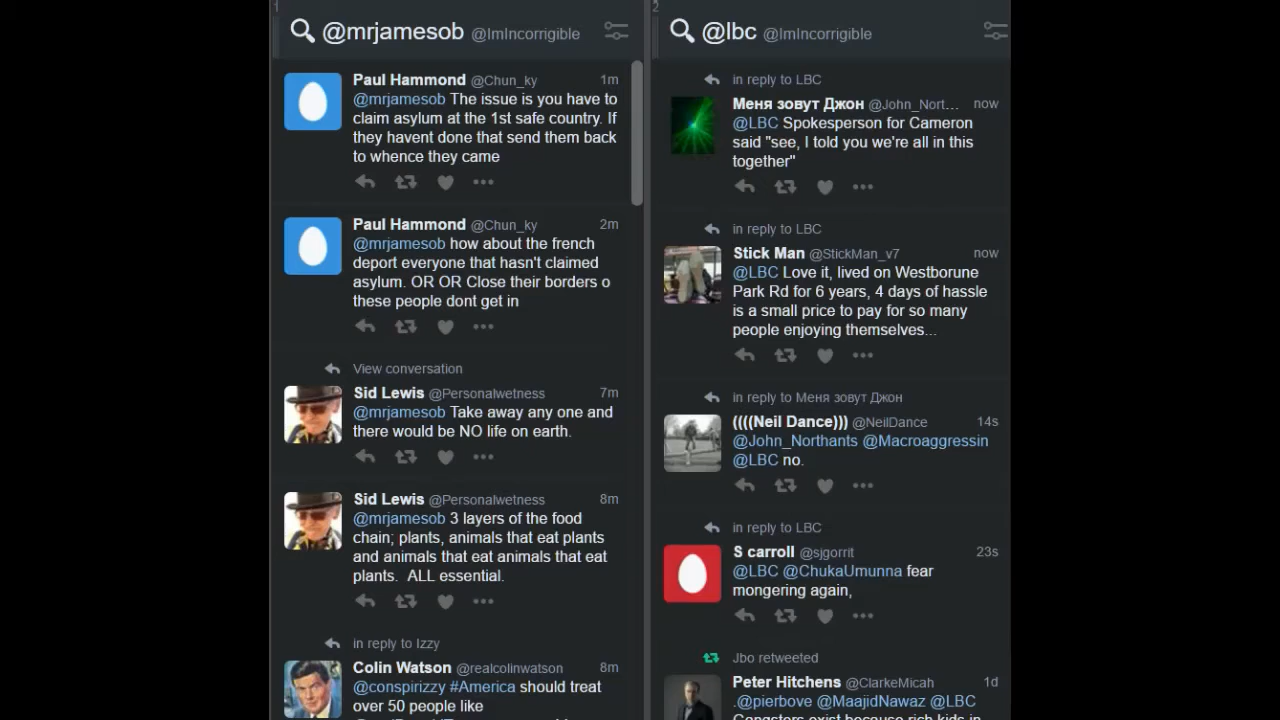 1
@mrjamesob @ImIncorrigible
Paul Hammond @Chun_ky 1m
@mrjamesob The issue is you have to
claim asylum at the 1st safe country. If
they havent done that send them back
to whence they came
Paul Hammond @Chun_ky 2m
@mrjamesob how about the french
deport everyone that hasn't claimed
asylum. OR OR Close their borders o
these people dont get in
View conversation
Sid Lewis @Personalwetness 7m
@mrjamesob Take away any one and
there would be NO life on earth.
Sid Lewis @Personalwetness 8m
@mrjamesob 3 layers of the food
chain; plants, animals that eat plants
and animals that eat animals that eat
plants. ALL essential.
in reply to Izzy
Colin Watson @realcolinwatson 8m
@conspirizzy #America should treat
over 50 people like
2
@lbc @ImIncorrigible
in reply to LBC
Меня зовут Джон @John_Nort... now
@LBC Spokesperson for Cameron
said "see, I told you we're all in this
together"
in reply to LBC
Stick Man @StickMan_v7 now
@LBC Love it, lived on Westborune
Park Rd for 6 years, 4 days of hassle
is a small price to pay for so many
people enjoying themselves...
in reply to Меня зовут Джон
((((Neil Dance))) @NeilDance 14s
@John_Northants @Macroaggressin
@LBC no.
in reply to LBC
S carroll @sjgorrit 23s
@LBC @ChukaUmunna fear
mongering again,
Jbo retweeted
Peter Hitchens @ClarkeMicah 1d
.@pierbove @MaajidNawaz @LBC
Gangsters exist because rich kids in